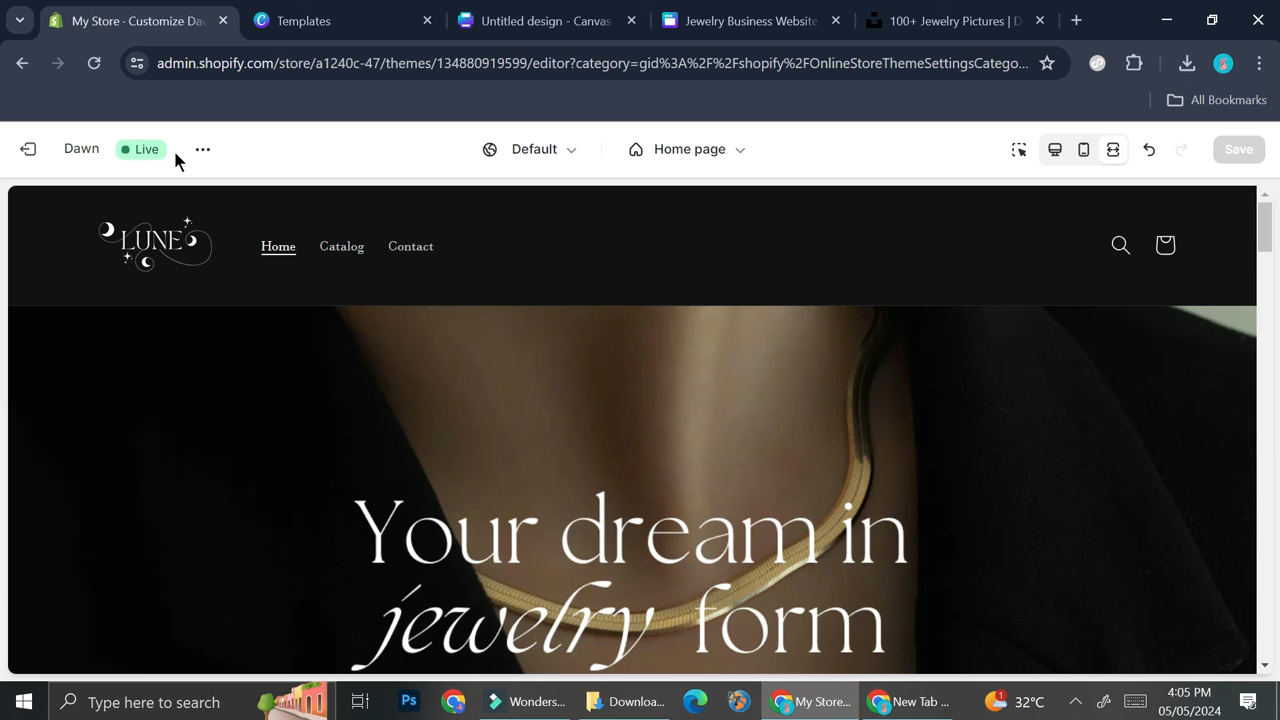 My Store · Customize Da
Templates
Untitled design - Canvas
Jewelry Business Website
100+ Jewelry Pictures | D
admin.shopify.com/store/a1240c-47/themes/134880919599/editor?category=gid%3A%2F%2Fshopify%2FOnlineStoreThemeSettingsCatego...
All Bookmarks
Dawn
Live
Default
Home page
Save
LUNE
Home
Catalog
Contact
Your dream in
jewelry form
Type here to search
Ps
Wonders...
Downloa...
My Store...
New Tab ...
1
32°C
4:05 PM
05/05/2024